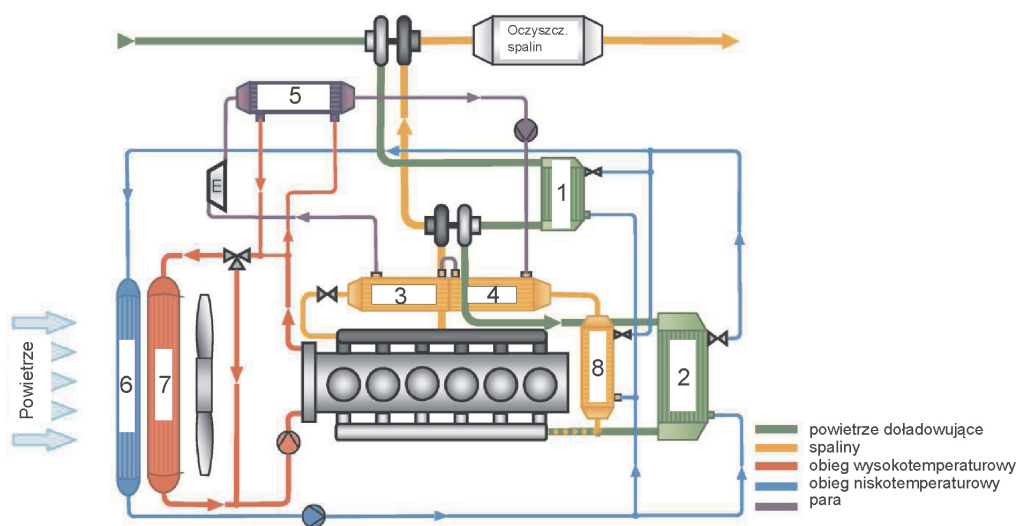 Oczyszcz.
spalin
5
E
1
3
4
6
7
8
2
Powietrze
powietrze doładowujące
spaliny
obieg wysokotemperaturowy
obieg niskotemperaturowy
para